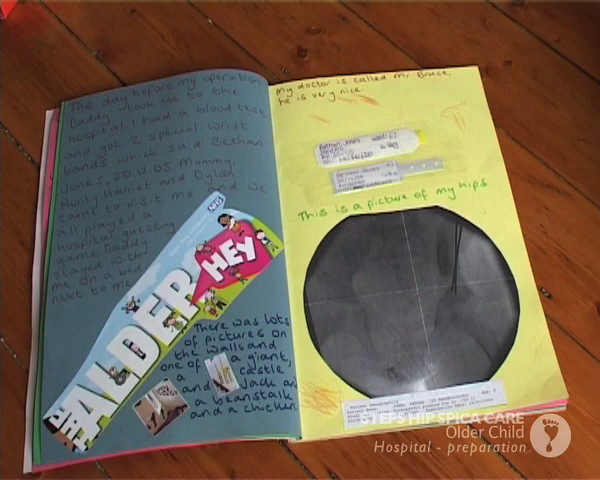 The day before my operation
Daddy took me to the
hospital. I had a blood test
and got 2 special wrist
bands which said Bethan
Jones, 20.12.05 Mummy,
Aunty Harriet and Dylan
came to visit me and we
all played a
Hospital guessing
game. Daddy
stayed with
me on a bed
next to me.
NHS
ALDER
HEY
There was lots
of pictures on
the walls and
one of a giant,
a castle
and Jack an
a beanstalk
and a chicken
My doctor is called Mr Bruce,
he is very nice.
Bethan Jones
This is a picture of my hips
STEPS HIP SPICA CARE
Older Child
Hospital - preparation